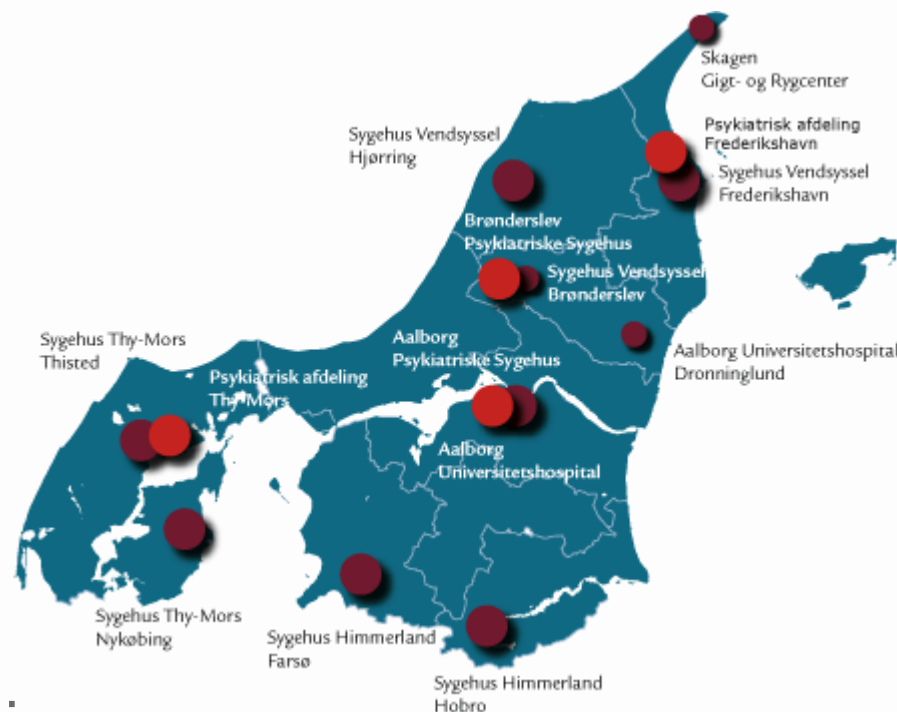 Skagen
Gigt- og Rygcenter
Psykiatrisk afdeling
Frederikshavn
Sygehus Vendsyssel
Frederikshavn
Sygehus Vendsyssel
Hjørring
Brønderslev
Psykiatriske Sygehus
Sygehus Vendsyssel
Brønderslev
Aalborg Universitetshospital
Dronninglund
Aalborg
Psykiatriske Sygehus
Sygehus Thy-Mors
Thisted
Psykiatrisk afdeling
Thy-Mors
Aalborg
Universitetshospital
Sygehus Thy-Mors
Nykøbing
Sygehus Himmerland
Farsø
Sygehus Himmerland
Hobro